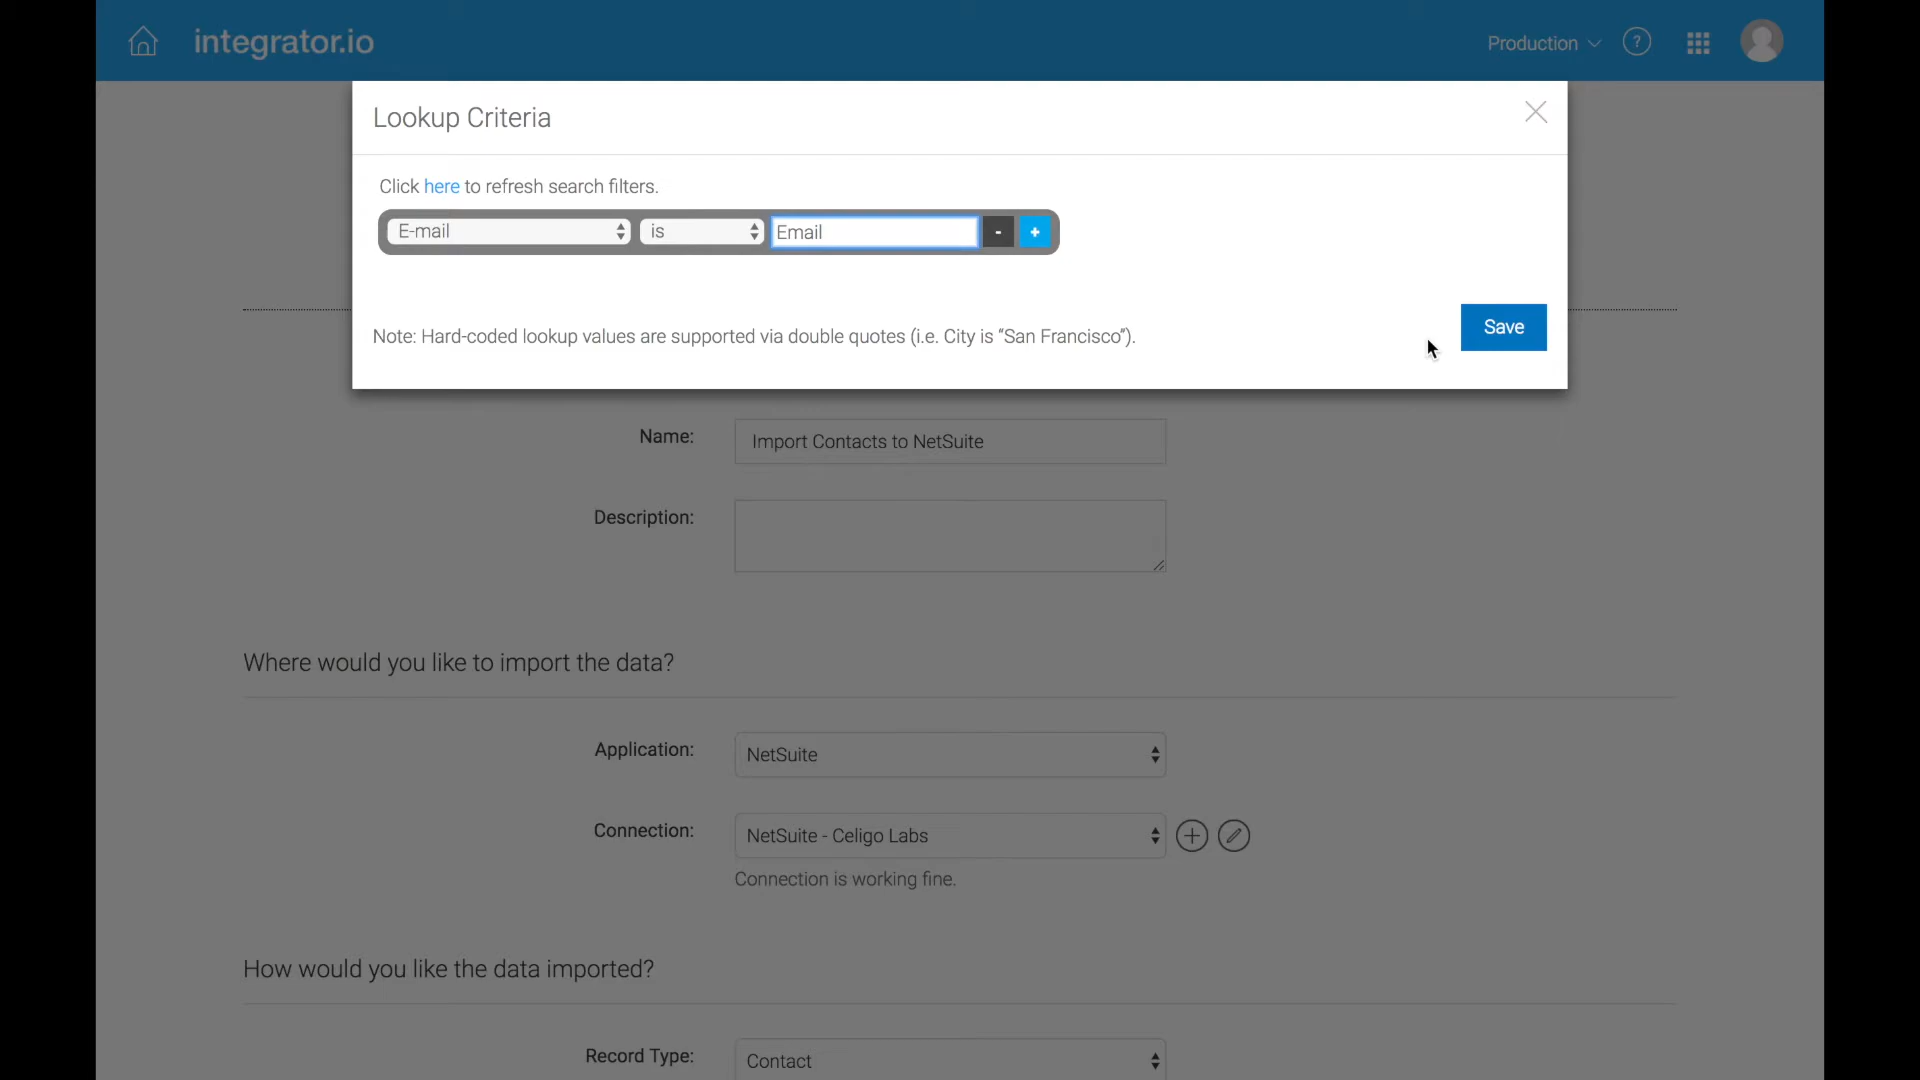 integrator.io
Production
?
Lookup Criteria
Click here to refresh search filters.
E-mail is Email - +
Save
Note: Hard-coded lookup values are supported via double quotes (i.e. City is “San Francisco”).
Name: Import Contacts to NetSuite
Description:
Where would you like to import the data?
Application: NetSuite
Connection: NetSuite - Celigo Labs
Connection is working fine.
How would you like the data imported?
Record Type: Contact